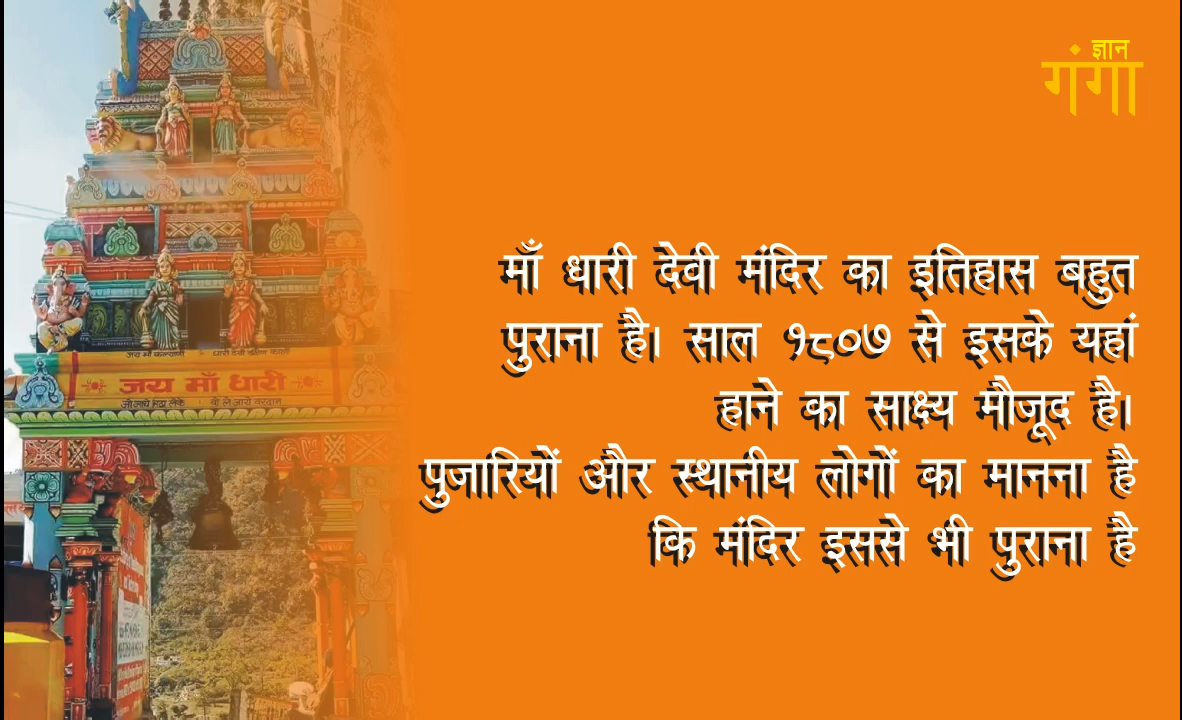 ज्ञान
गंगा
माँ धारी देवी मंदिर का इतिहास बहुत
पुराना है। साल १८०७ से इसके यहां
हाने का साक्ष्य मौजूद है।
पुजारियों और स्थानीय लोगों का मानना है
कि मंदिर इससे भी पुराना है
जय माँ धारी